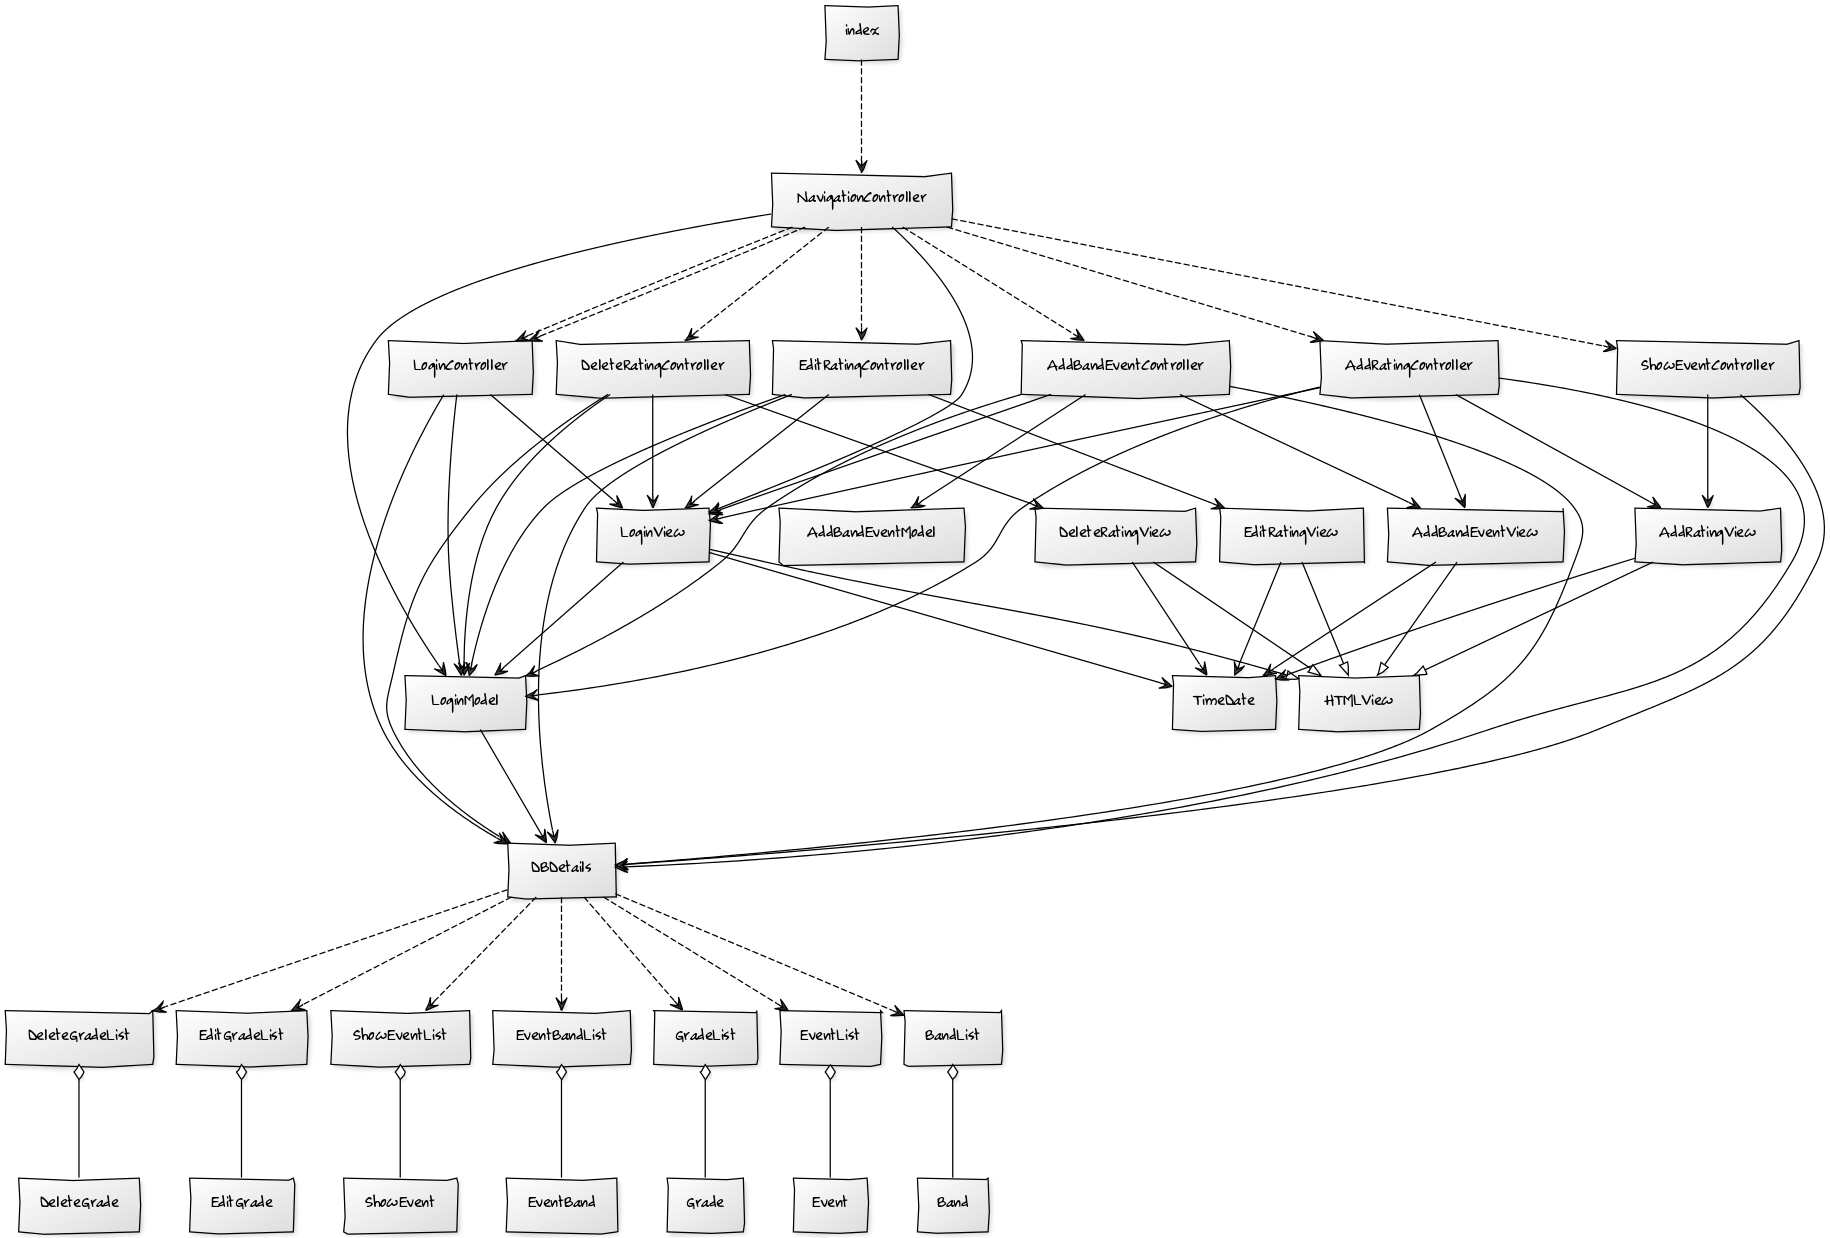 index
NavigationController
LoginController
DeleteRatingController
EditRatingController
AddBandEventController
AddRatingController
ShowEventController
LoginView
AddBandEventModel
DeleteRatingView
EditRatingView
AddBandEventView
AddRatingView
LoginModel
TimeDate
HTMLView
DBDetails
DeleteGradeList
EditGradeList
ShowEventList
EventBandList
GradeList
EventList
BandList
DeleteGrade
EditGrade
ShowEvent
EventBand
Grade
Event
Band